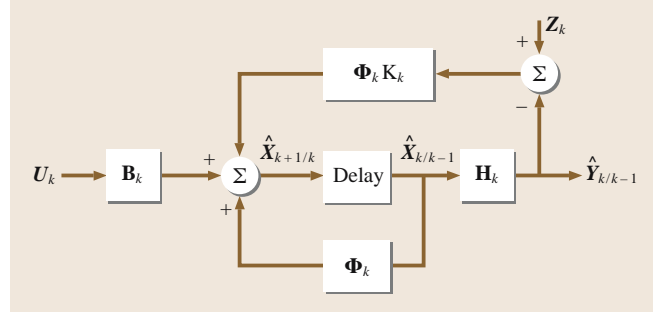 + Z_k
Φ_k K_k
Σ
−
U_k
B_k
+
Σ
X̂_{k+1/k}
Delay
X̂_{k/k−1}
H_k
Ŷ_{k/k−1}
+
Φ_k